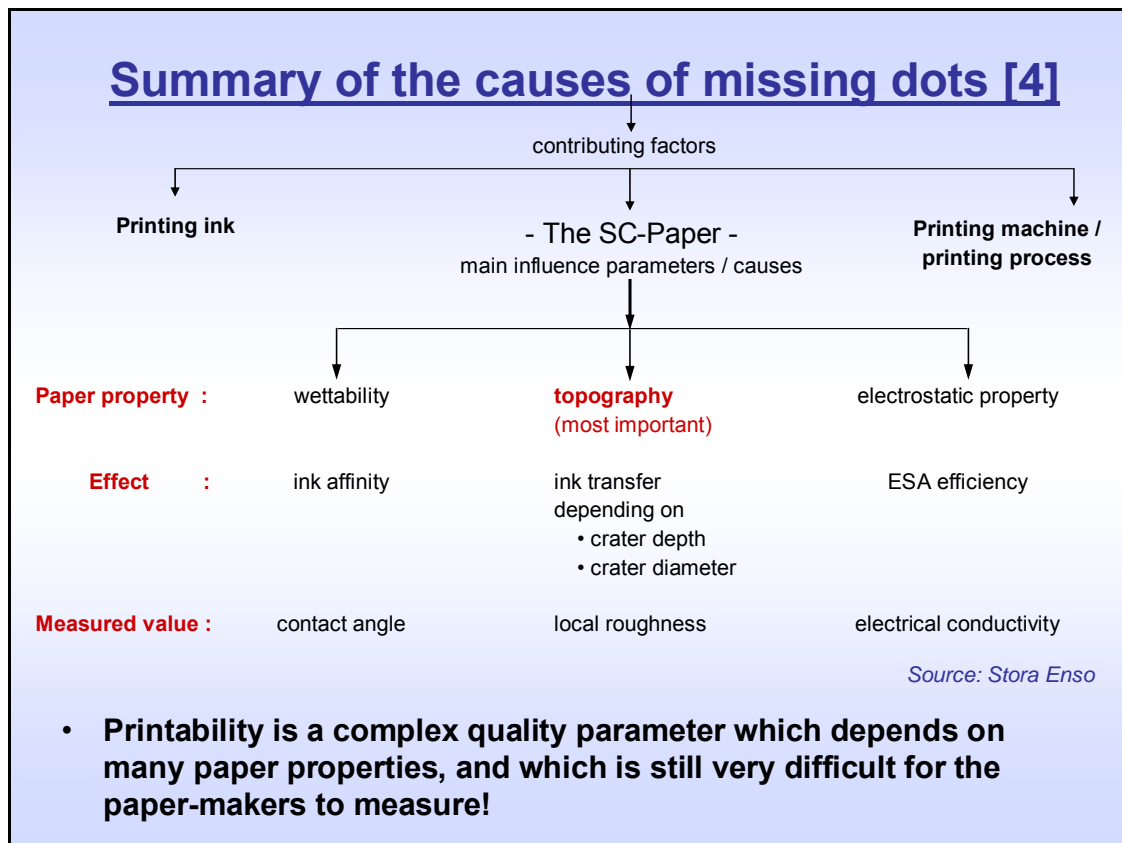 Summary of the causes of missing dots [4]
contributing factors
Printing ink
- The SC-Paper -
main influence parameters / causes
Printing machine /
printing process
Paper property :
wettability
topography
(most important)
electrostatic property
Effect :
ink affinity
ink transfer
depending on
• crater depth
• crater diameter
ESA efficiency
Measured value :
contact angle
local roughness
electrical conductivity
Source: Stora Enso
• Printability is a complex quality parameter which depends on
many paper properties, and which is still very difficult for the
paper-makers to measure!